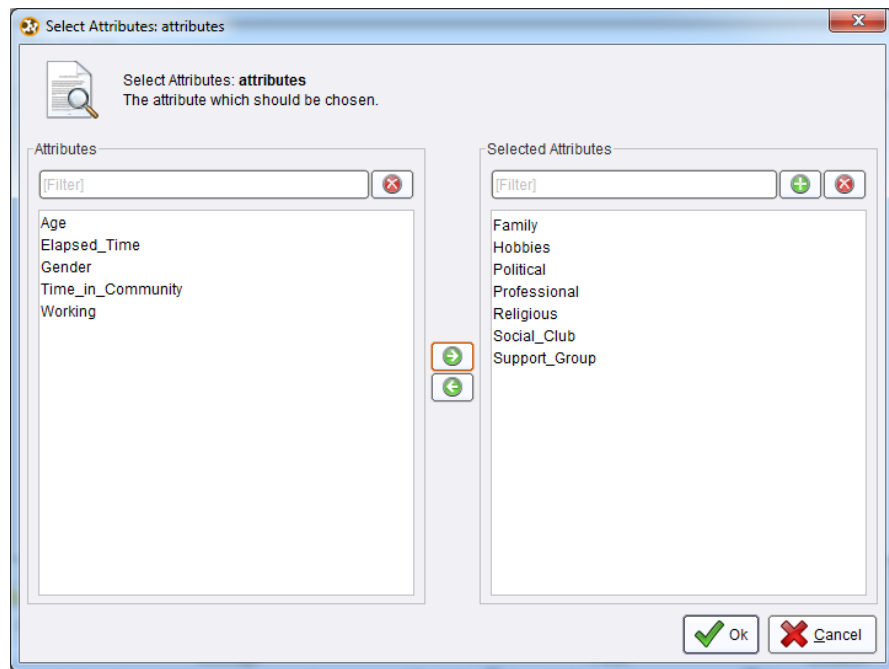 Select Attributes: attributes
x
Select Attributes: attributes
The attribute which should be chosen.
Attributes
[Filter]
Age
Elapsed_Time
Gender
Time_in_Community
Working
Selected Attributes
[Filter]
Family
Hobbies
Political
Professional
Religious
Social_Club
Support_Group
Ok
Cancel